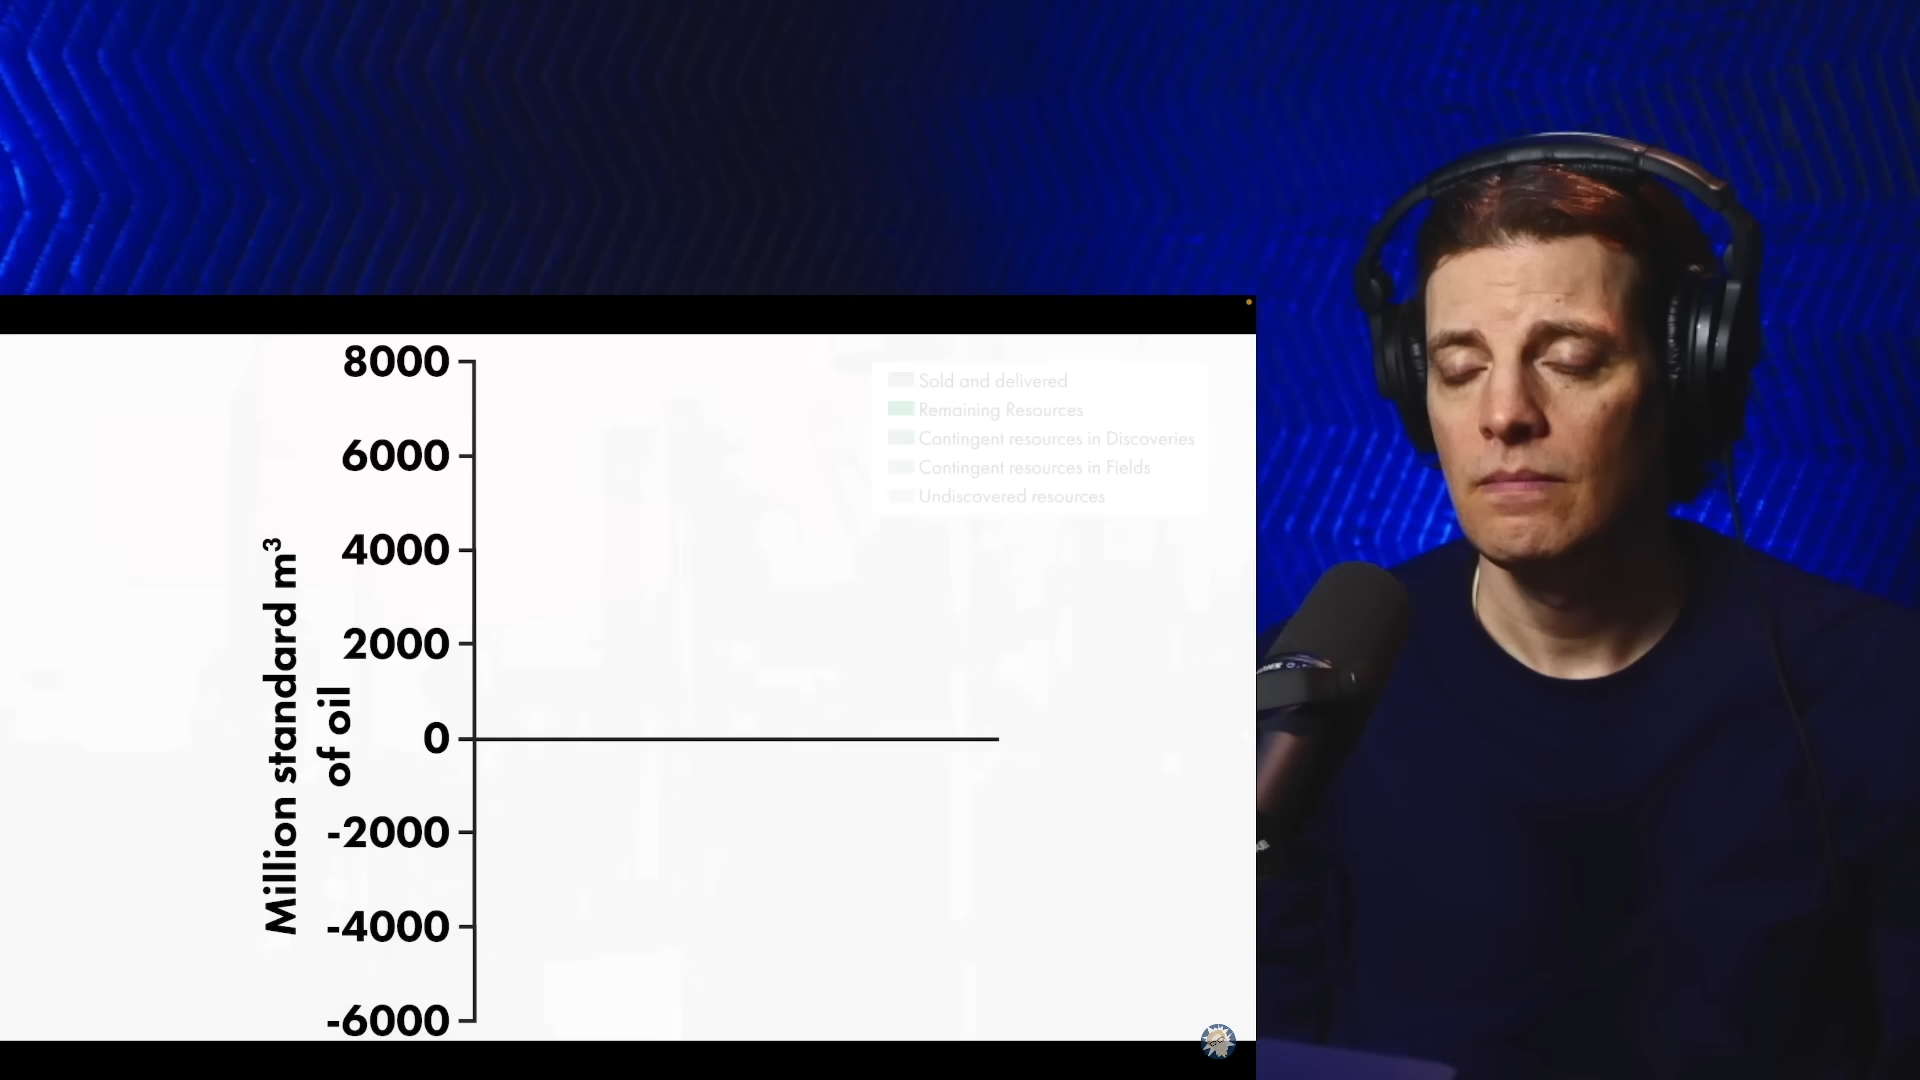 8000
6000
4000
2000
0
-2000
-4000
-6000
Million standard m³
of oil
Sold and delivered
Remaining Resources
Contingent resources in Discoveries
Contingent resources in Fields
Undiscovered resources